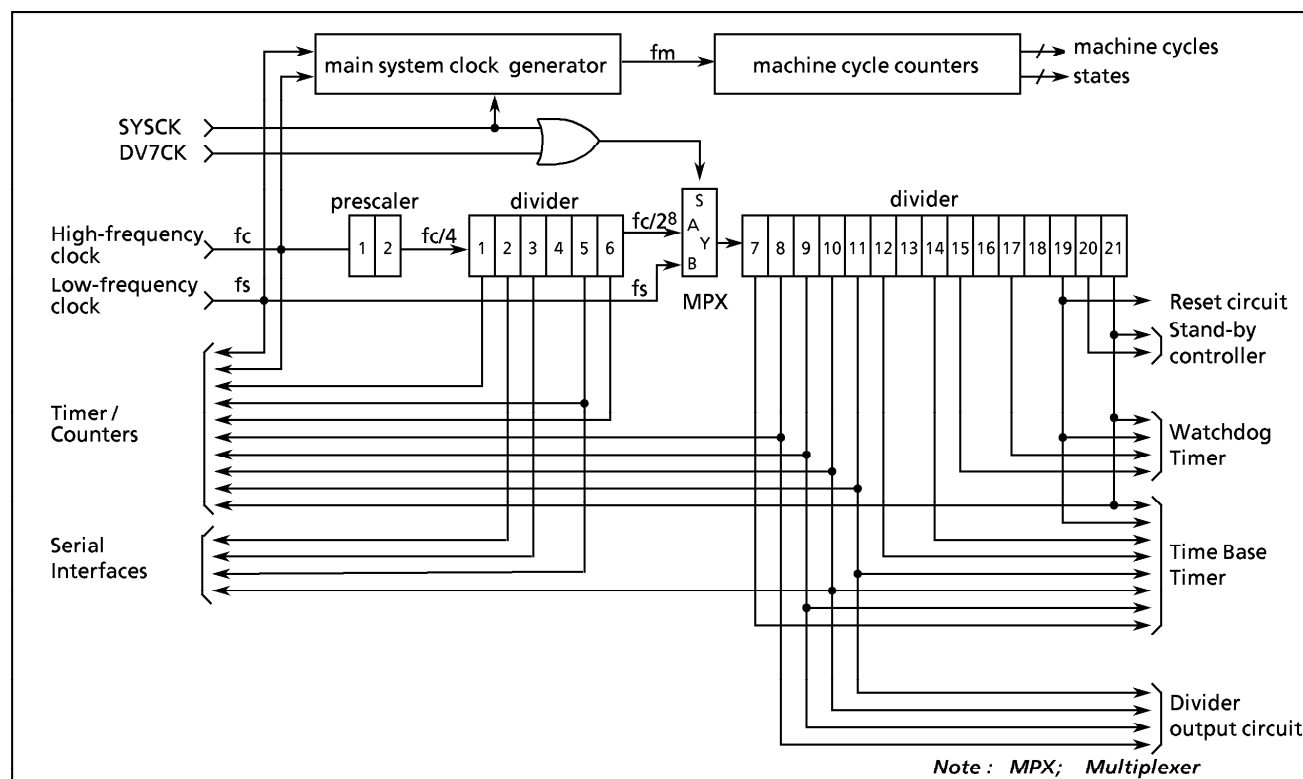 main system clock generator
fm
machine cycle counters
machine cycles
states
SYSCK
DV7CK
prescaler
divider
divider
High-frequency
clock
fc
1 2
fc/4
1 2 3 4 5 6
fc/2⁸
S
A
Y
B
MPX
7 8 9 10 11 12 13 14 15 16 17 18 19 20 21
Low-frequency
clock
fs
fs
Reset circuit
Stand-by
controller
Timer /
Counters
Watchdog
Timer
Serial
Interfaces
Time Base
Timer
Divider
output circuit
Note : MPX; Multiplexer